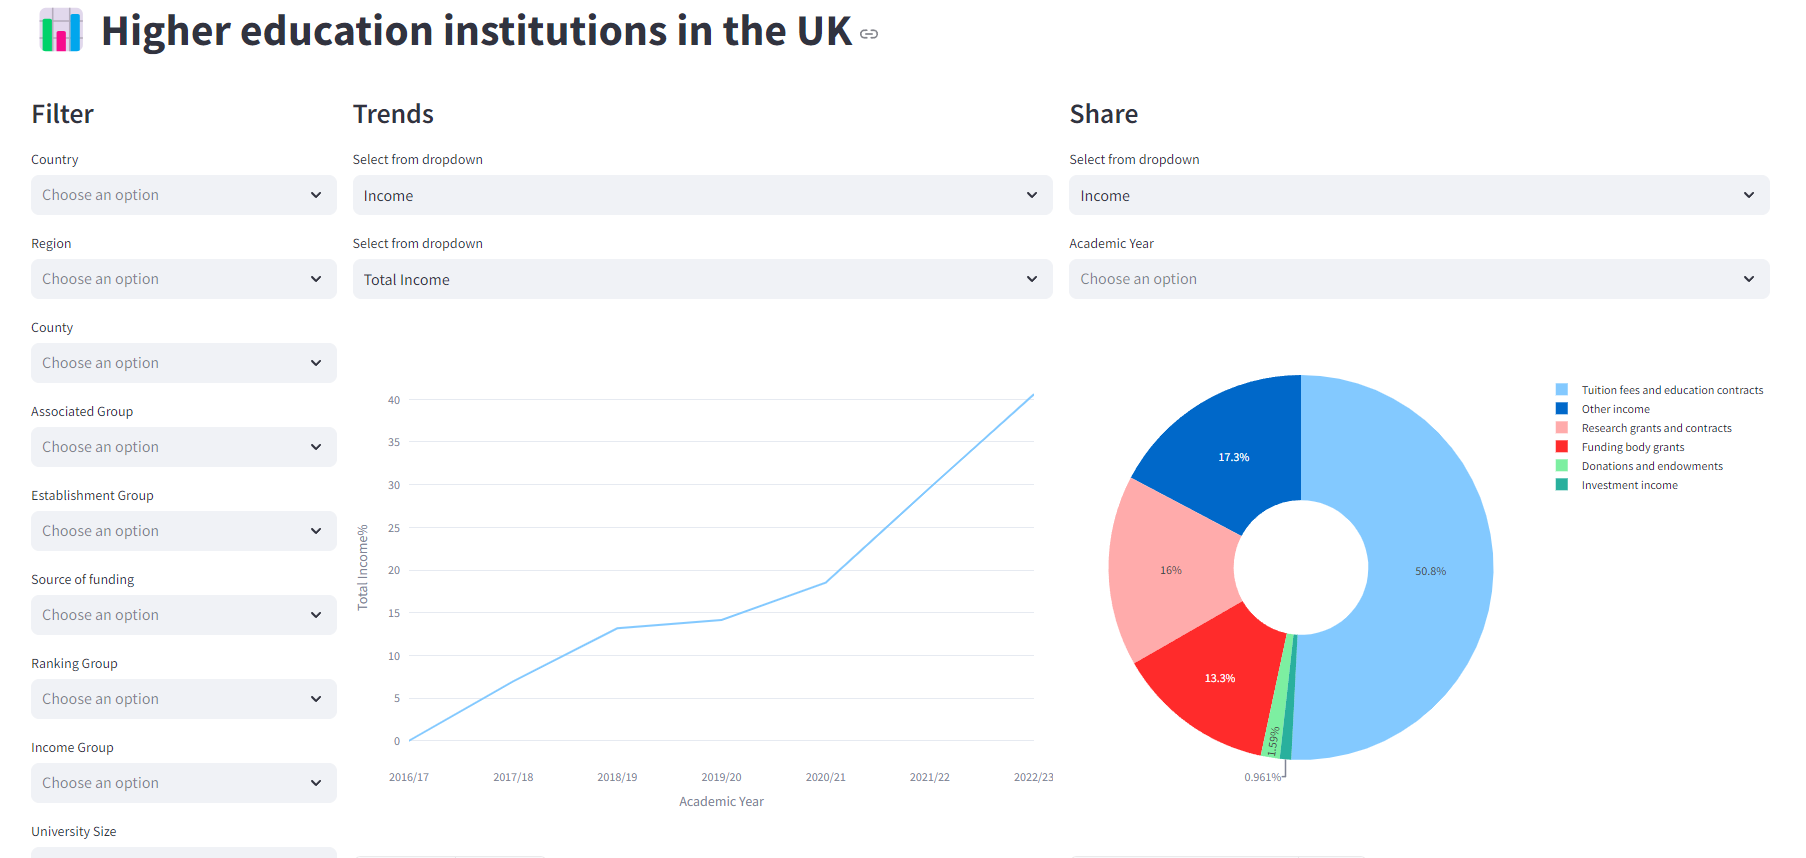 Higher education institutions in the UK
Filter
Country
Choose an option
Region
Choose an option
County
Choose an option
Associated Group
Choose an option
Establishment Group
Choose an option
Source of funding
Choose an option
Ranking Group
Choose an option
Income Group
Choose an option
University Size
Trends
Select from dropdown
Income
Select from dropdown
Total Income
Total Income%
40
35
30
25
20
15
10
5
0
2016/17 2017/18 2018/19 2019/20 2020/21 2021/22 2022/23
Academic Year
Share
Select from dropdown
Income
Academic Year
Choose an option
17.3%
16%
50.8%
13.3%
1.59%
0.961%
Tuition fees and education contracts
Other income
Research grants and contracts
Funding body grants
Donations and endowments
Investment income